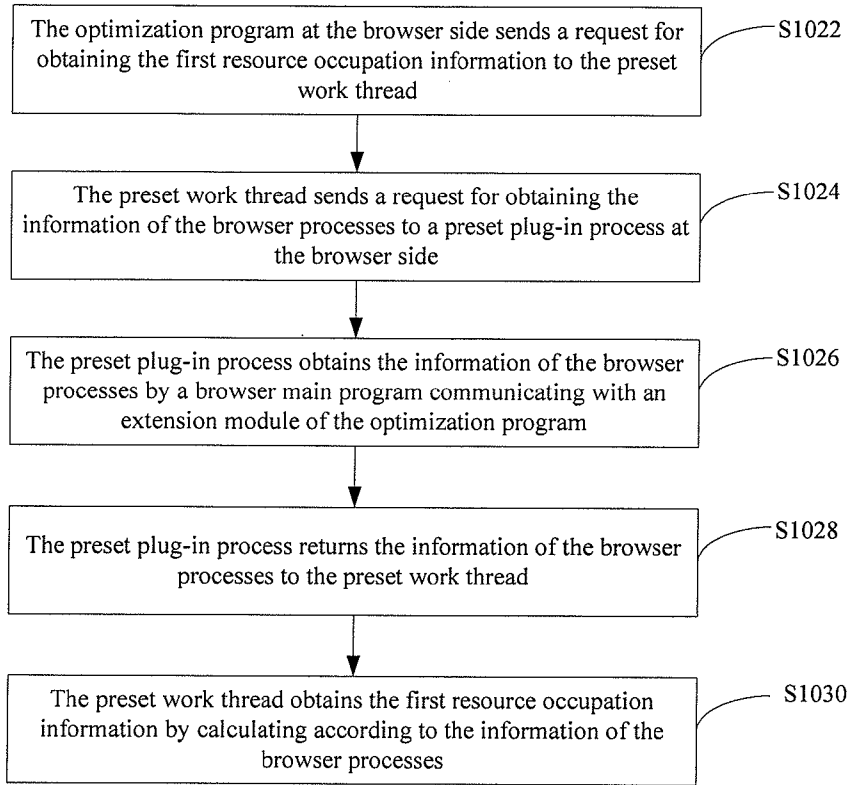 The optimization program at the browser side sends a request for
obtaining the first resource occupation information to the preset
work thread
S1022
The preset work thread sends a request for obtaining the
information of the browser processes to a preset plug-in process at
the browser side
S1024
The preset plug-in process obtains the information of the browser
processes by a browser main program communicating with an
extension module of the optimization program
S1026
The preset plug-in process returns the information of the browser
processes to the preset work thread
S1028
The preset work thread obtains the first resource occupation
information by calculating according to the information of the
browser processes
S1030